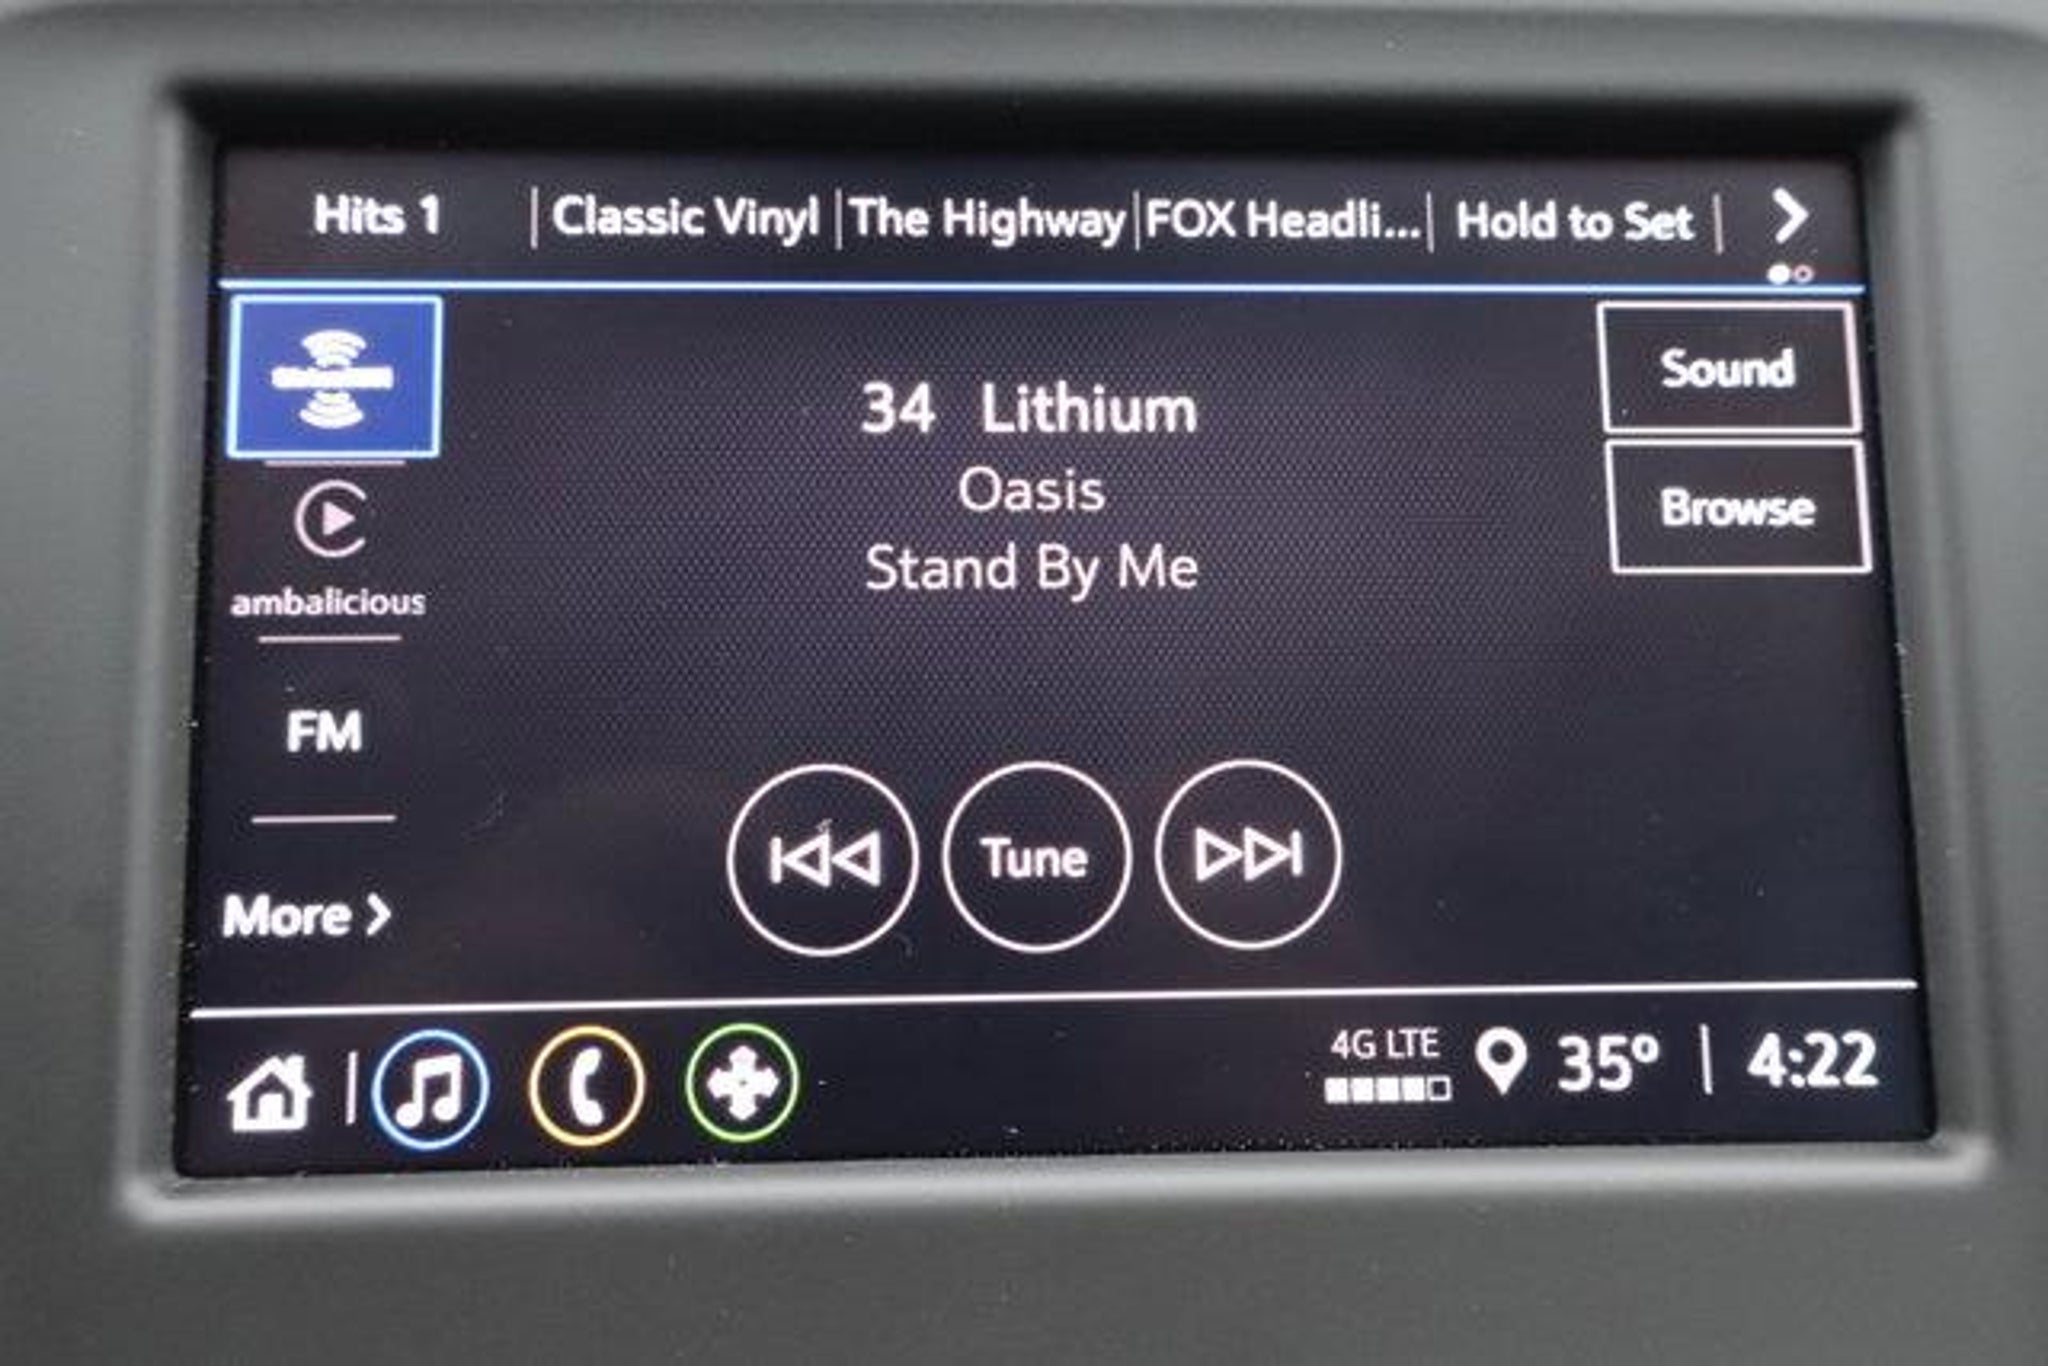 Hits 1 | Classic Vinyl | The Highway | FOX Headli... | Hold to Set |
34 Lithium
Oasis
Stand By Me
Sound
Browse
ambalicious
FM
More
Tune
4G LTE
35° | 4:22